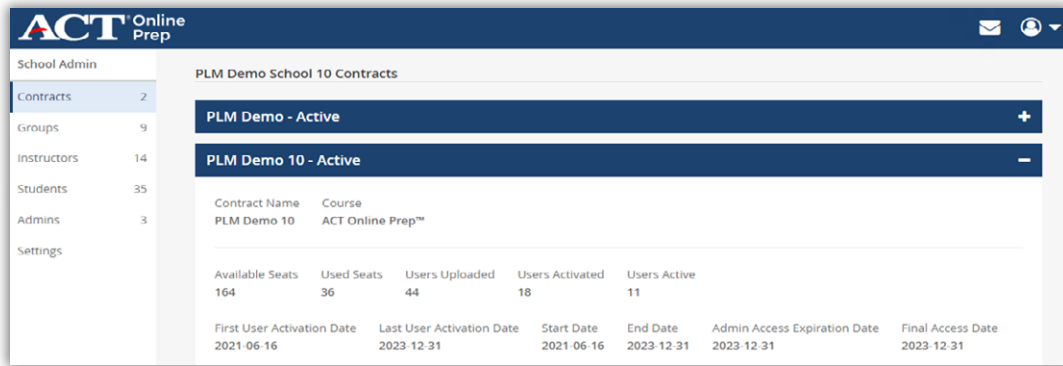 ACT® Online Prep
School Admin
PLM Demo School 10 Contracts
Contracts 2
Groups 9
Instructors 14
Students 35
Admins 3
Settings
PLM Demo - Active
PLM Demo 10 - Active
Contract Name Course
PLM Demo 10 ACT Online Prep™
Available Seats Used Seats Users Uploaded Users Activated Users Active
164 36 44 18 11
First User Activation Date Last User Activation Date Start Date End Date Admin Access Expiration Date Final Access Date
2021-06-16 2023-12-31 2021-06-16 2023-12-31 2023-12-31 2023-12-31